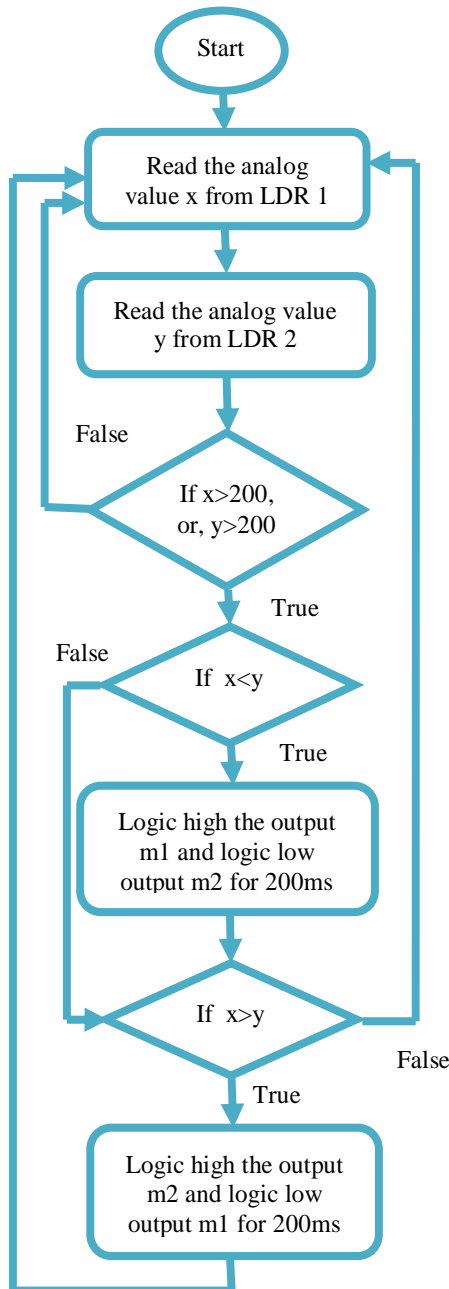 Start
Read the analog
value x from LDR 1
Read the analog value
y from LDR 2
False
If x>200,
or, y>200
True
False
If x<y
True
Logic high the output
m1 and logic low
output m2 for 200ms
If x>y
False
True
Logic high the output
m2 and logic low
output m1 for 200ms